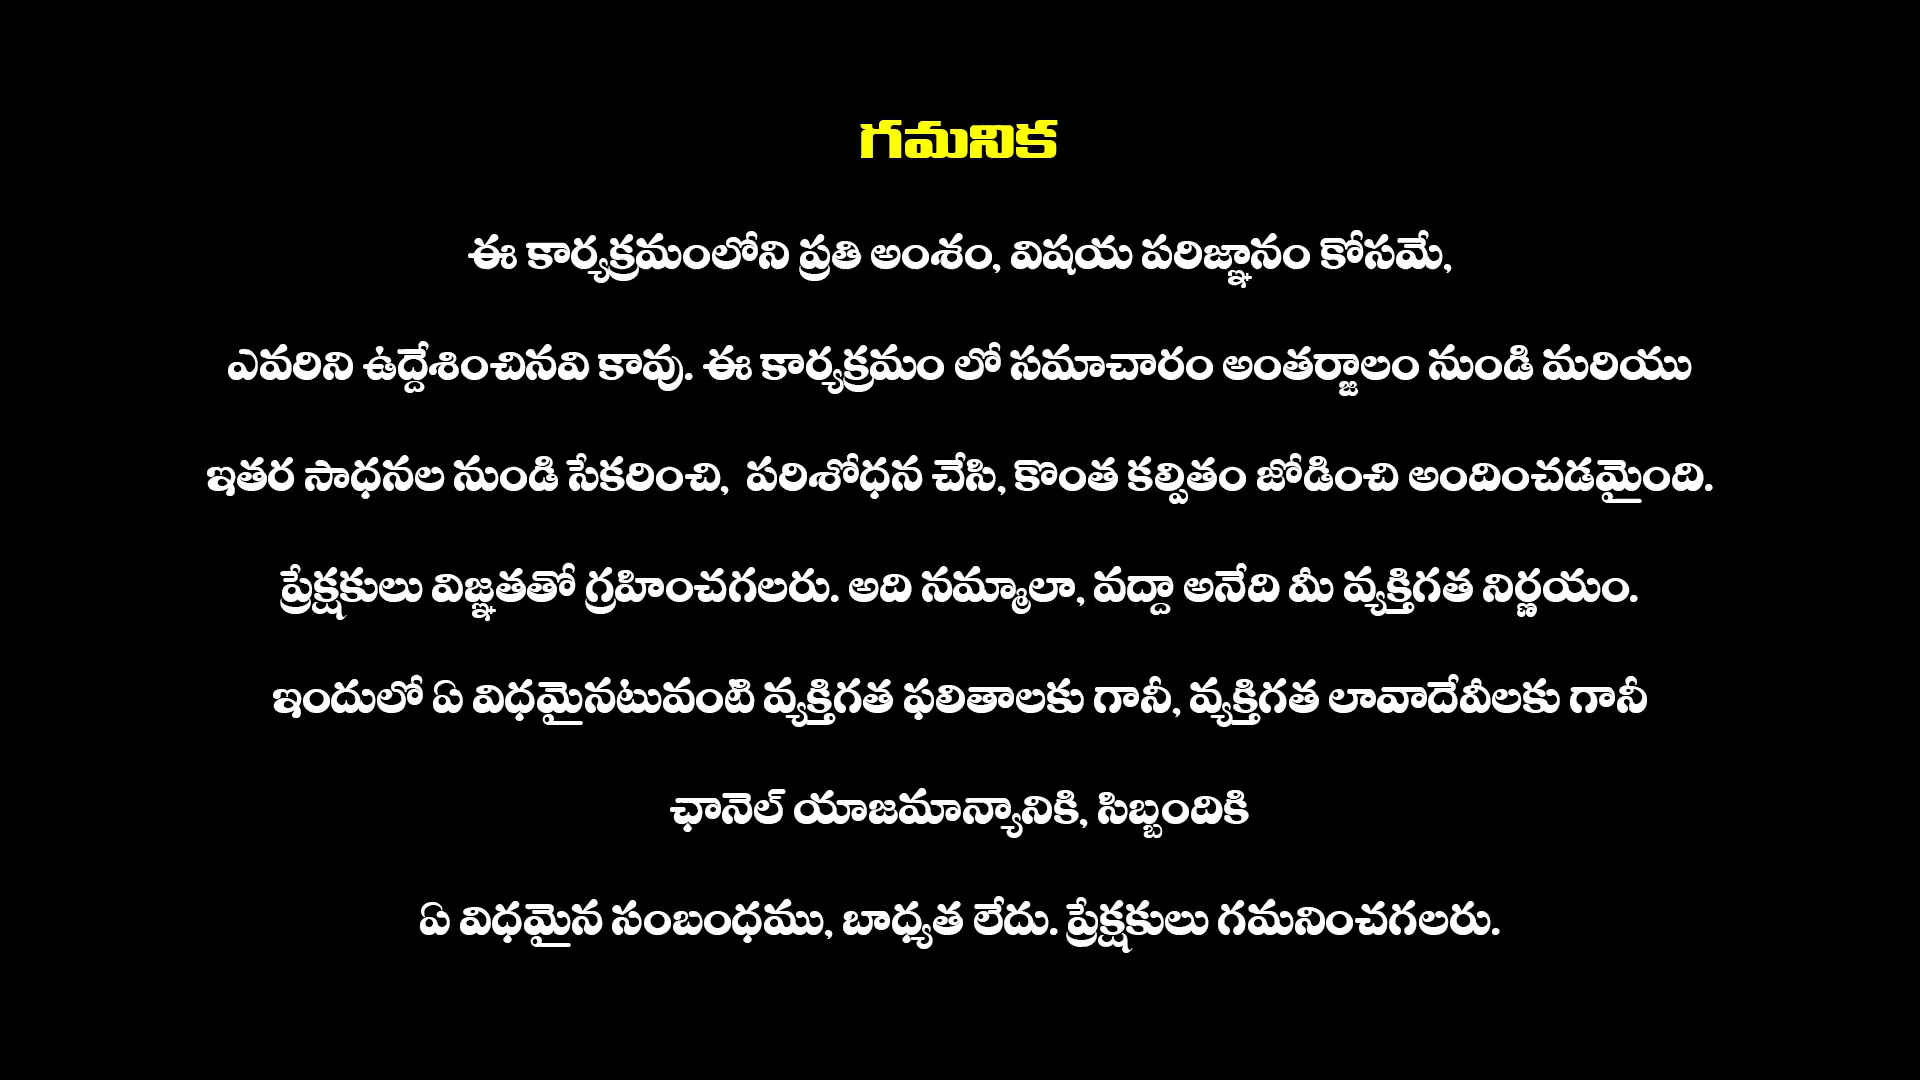 గమనిక
ఈ కార్యక్రమంలోని ప్రతి అంశం, విషయ పరిజ్ఞానం కోసమే,
ఎవరిని ఉద్దేశించినవి కావు. ఈ కార్యక్రమం లో సమాచారం అంతర్జాలం నుండి మరియు
ఇతర సాధనల నుండి సేకరించి, పరిశోధన చేసి, కొంత కల్పితం జోడించి అందించడమైంది.
ప్రేక్షకులు విజ్ఞతతో గ్రహించగలరు. అది నమ్మాలా, వద్దా అనేది మీ వ్యక్తిగత నిర్ణయం.
ఇందులో ఏ విధమైనటువంటి వ్యక్తిగత ఫలితాలకు గానీ, వ్యక్తిగత లావాదేవీలకు గానీ
ఛానెల్ యాజమాన్యానికి, సిబ్బందికి
ఏ విధమైన సంబంధము, బాధ్యత లేదు. ప్రేక్షకులు గమనించగలరు.